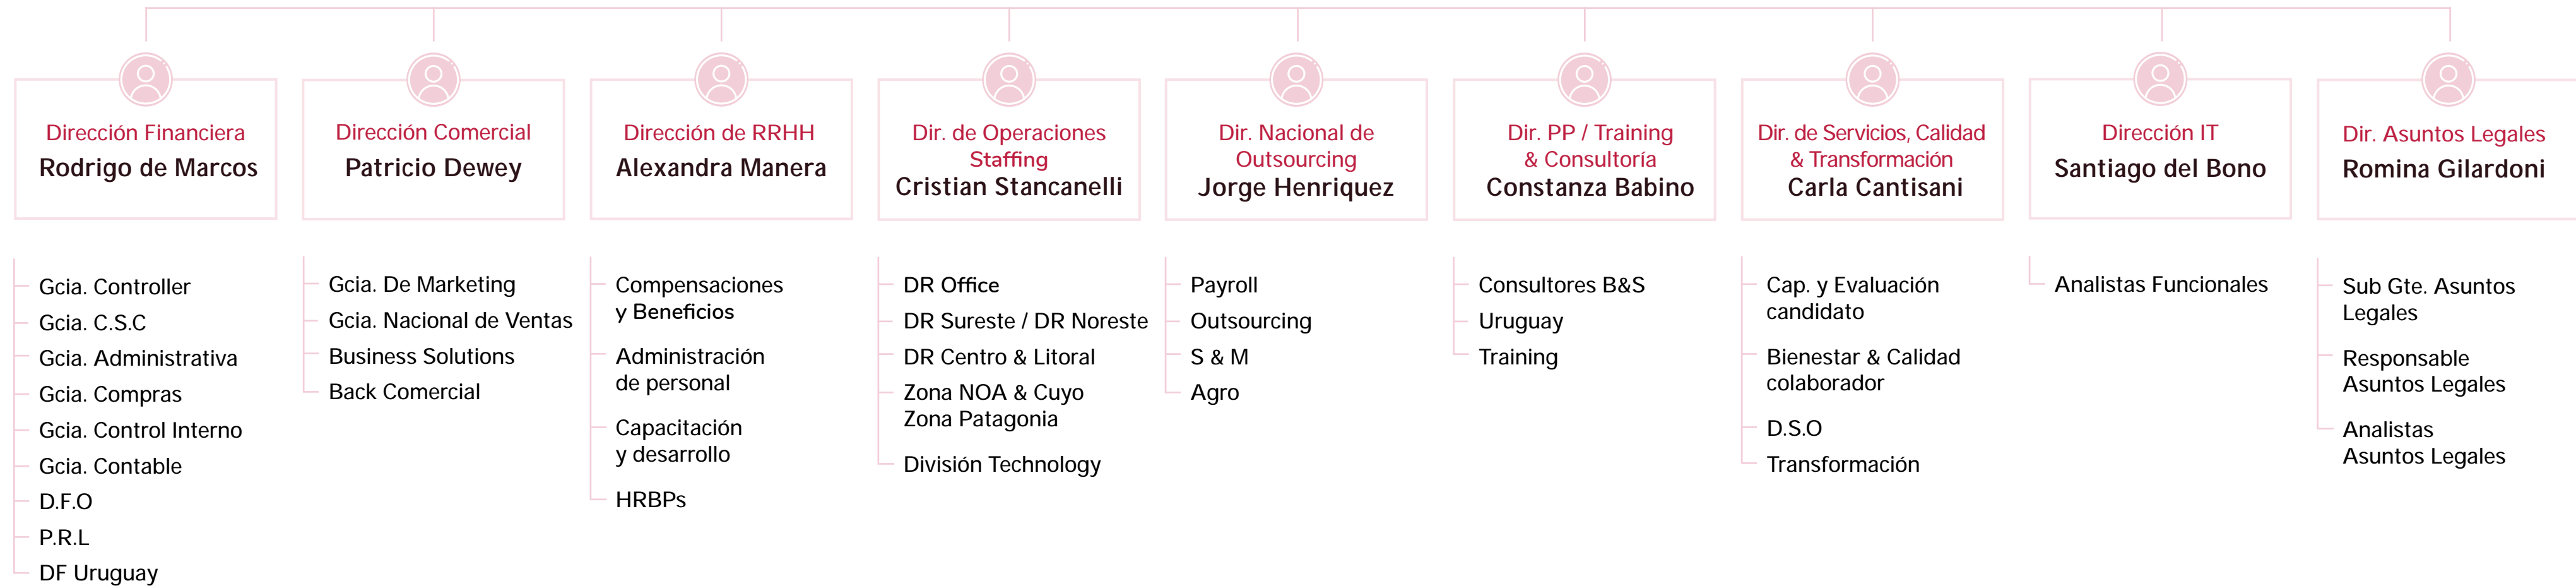 Dirección Financiera
Rodrigo de Marcos
Gcia. Controller
Gcia. C.S.C
Gcia. Administrativa
Gcia. Compras
Gcia. Control Interno
Gcia. Contable
D.F.O
P.R.L
DF Uruguay
Dirección Comercial
Patricio Dewey
Gcia. De Marketing
Gcia. Nacional de Ventas
Business Solutions
Back Comercial
Dirección de RRHH
Alexandra Manera
Compensaciones
y Beneficios
Administración
de personal
Capacitación
y desarrollo
HRBPs
Dir. de Operaciones
Staffing
Cristian Stancanelli
DR Office
DR Sureste / DR Noreste
DR Centro & Litoral
Zona NOA & Cuyo
Zona Patagonia
División Technology
Dir. Nacional de
Outsourcing
Jorge Henriquez
Payroll
Outsourcing
S & M
Agro
Dir. PP / Training
& Consultoría
Constanza Babino
Consultores B&S
Uruguay
Training
Dir. de Servicios, Calidad
& Transformación
Carla Cantisani
Cap. y Evaluación
candidato
Bienestar & Calidad
colaborador
D.S.O
Transformación
Dirección IT
Santiago del Bono
Analistas Funcionales
Dir. Asuntos Legales
Romina Gilardoni
Sub Gte. Asuntos
Legales
Responsable
Asuntos Legales
Analistas
Asuntos Legales